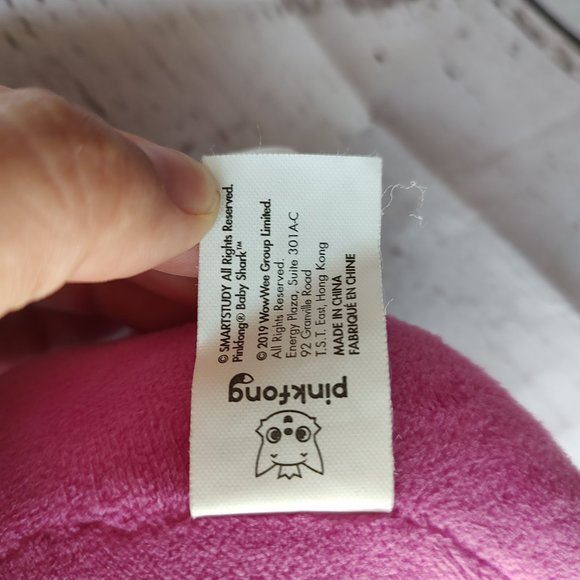 © SMARTSTUDY All Rights Reserved.
Pinkfong® Baby Shark™
© 2019 WowWee Group Limited.
All Rights Reserved.
Energy Plaza, Suite 301A-C
92 Granville Road
T.S.T. East, Hong Kong
MADE IN CHINA
FABRIQUÉ EN CHINE
pinkfong